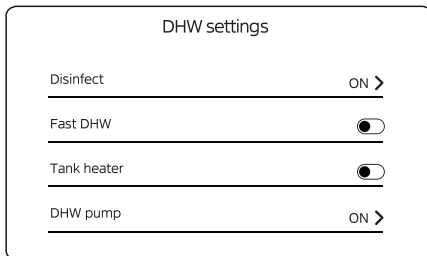 DHW settings
Disinfect ON
Fast DHW
Tank heater
DHW pump ON